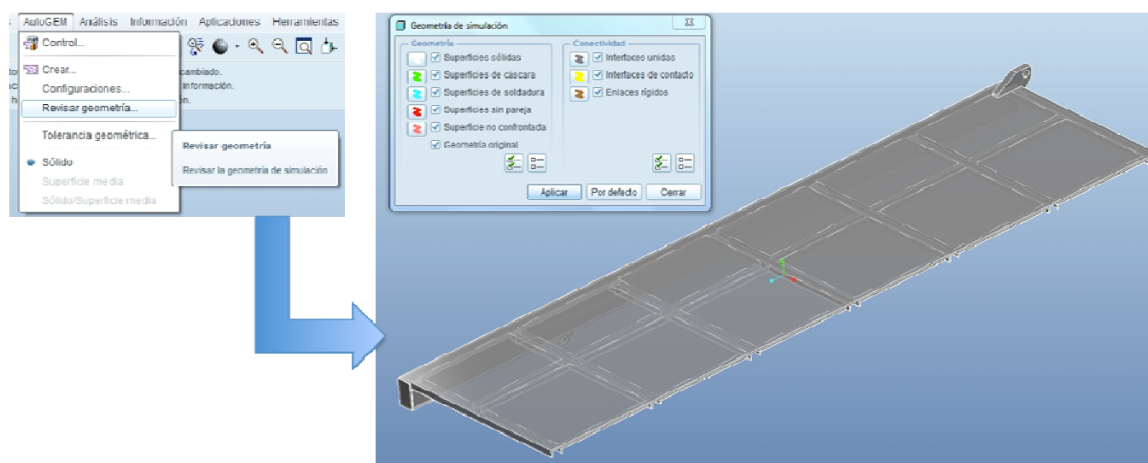 AutoGEM Análisis Información Aplicaciones Herramientas
Control...
Crear...
Configuraciones...
Revisar geometría...
Tolerancia geométrica...
Sólido
Superficie media
Sólido/Superficie media
cambiado.
información.
Revisar geometría
Revisar la geometría de simulación
Geometría de simulación
Geometría
Superficies sólidas
Superficies de cáscara
Superficies de soldadura
Superficies sin pareja
Superficie no confrontada
Geometría original
Conectividad
Interfaces unidas
Interfaces de contacto
Enlaces rígidos
Aplicar Por defecto Cerrar